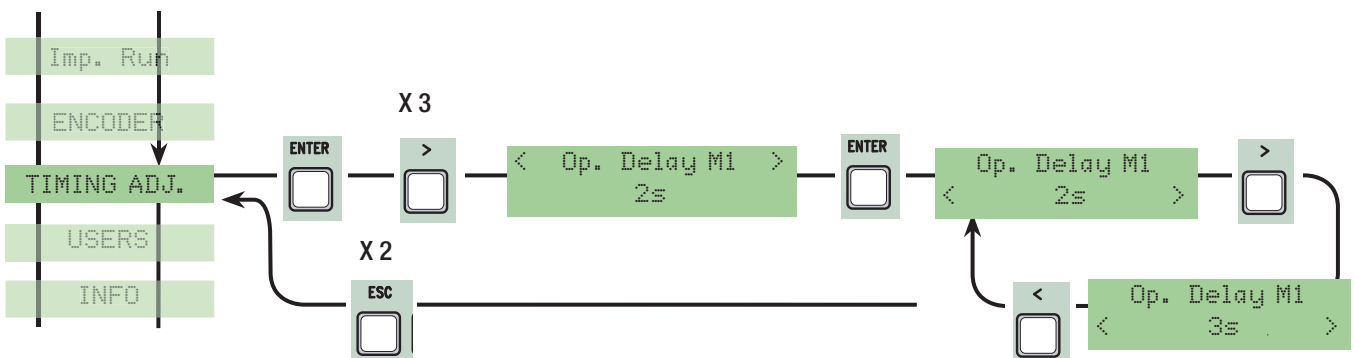 Imp. Run
ENCODER
TIMING ADJ.
USERS
INFO
ENTER
X 3
>
< Op. Delay M1 >
2s
ENTER
Op. Delay M1
< 2s >
>
X 2
ESC
<
Op. Delay M1
< 3s >